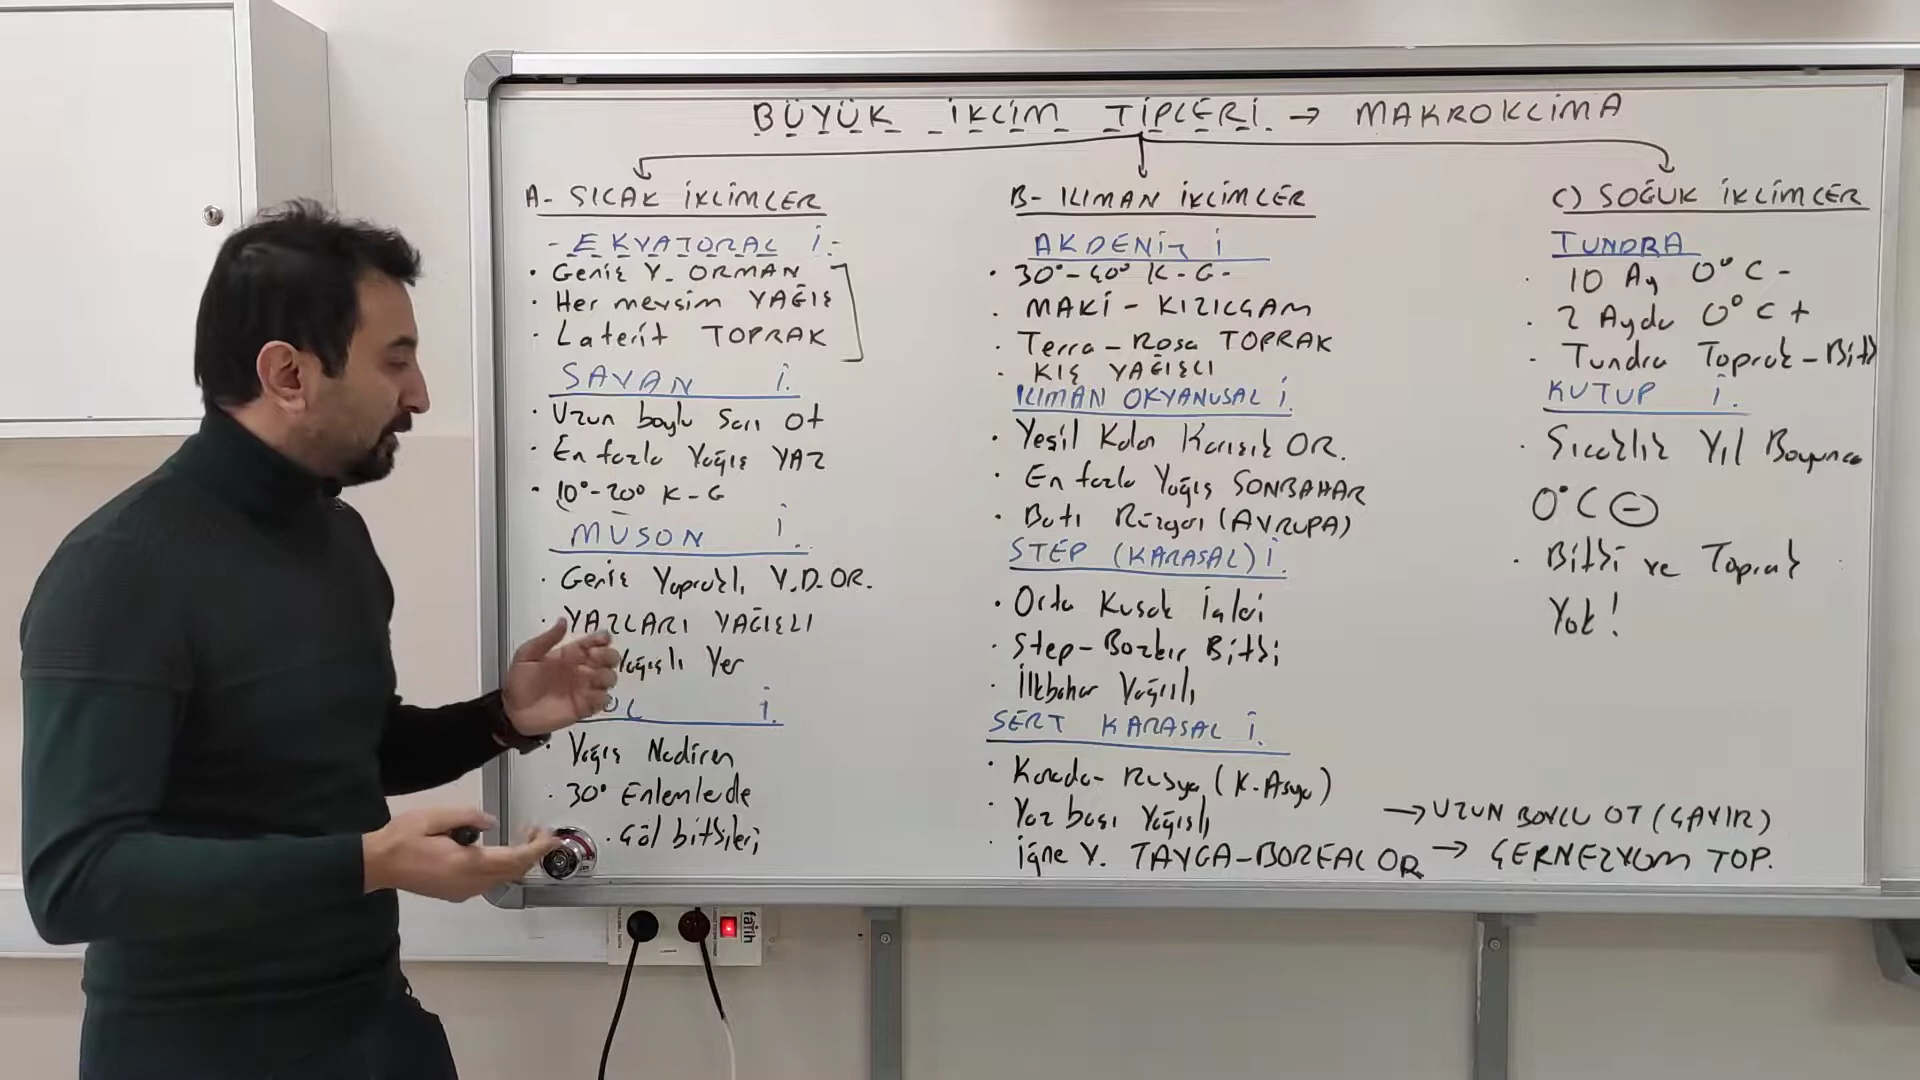 BÜYÜK İKLİM TİPLERİ → MAKROKLİMA
A- SICAK İKLİMLER
- EKVATORAL İ. -
• Geniş Y. ORMAN
• Her mevsim YAĞIŞ
• Laterit TOPRAK
SAVAN İ.
• Uzun boylu Sarı Ot
• En fazla Yağış YAZ
• 10°-20° K-G
MUSON İ.
• Geniş Yapraklı Y.D.OR.
• YAZLARI YAĞIŞLI
Yağışlı Yer
ÖL İ.
• Yağış Nadiren
• 30° Enlemlerde
• Çöl bitkileri
B- ILIMAN İKLİMLER
AKDENİZ İ
• 30°-40° K-G-
• MAKİ - KIZILÇAM
• Terra-Rosa TOPRAK
• KIŞ YAĞIŞLI
ILIMAN OKYANUSAL İ.
• Yeşil Kalan Karışık OR.
• En fazla Yağış SONBAHAR
• Batı Rüzgarı (AVRUPA)
STEP (KARASAL) İ.
• Orta Kuşak İçleri
• Step-Bozkır Bitki
• İlkbahar Yağışlı
SERT KARASAL İ.
• Kanada- Rusya (K.Asya)
• Yaz başı Yağışlı → UZUN BOYLU OT (ÇAYIR)
• İğne Y. TAYGA-BOREAL OR → ÇERNEZYOM TOP.
C) SOĞUK İKLİMLER
TUNDRA
• 10 Ay 0°C -
• 2 Ayda 0°C +
• Tundra Toprak-Bitki
KUTUP İ.
• Sıcaklık Yıl Boyunca
0°C -
• Bitki ve Toprak
Yok!
fatih